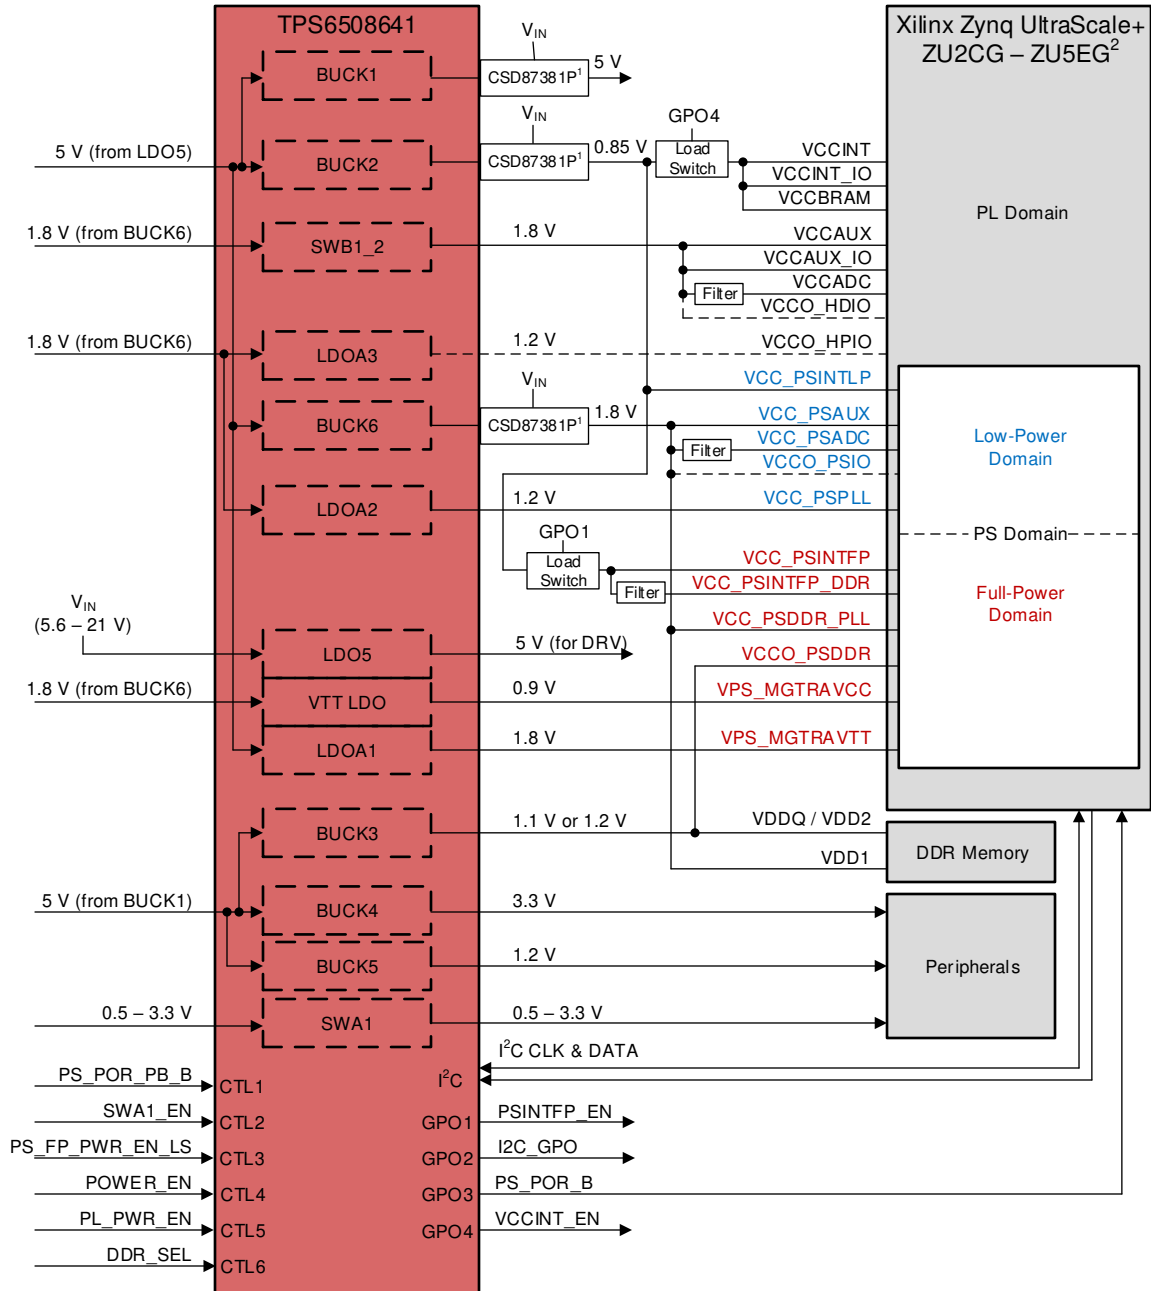 TPS6508641
Xilinx Zynq UltraScale+
ZU2CG – ZU5EG²
V_IN
BUCK1
CSD87381P¹
5 V
V_IN
GPO4
5 V (from LDO5)
BUCK2
CSD87381P¹
0.85 V
Load
Switch
VCCINT
VCCINT_IO
VCCBRAM
PL Domain
1.8 V (from BUCK6)
SWB1_2
1.8 V
VCCAUX
VCCAUX_IO
Filter
VCCADC
VCCO_HDIO
1.8 V (from BUCK6)
LDOA3
1.2 V
VCCO_HPIO
V_IN
VCC_PSINTLP
BUCK6
CSD87381P¹
1.8 V
VCC_PSAUX
Filter
VCC_PSADC
VCCO_PSIO
Low-Power
Domain
LDOA2
1.2 V
VCC_PSPLL
GPO1
Load
Switch
PS Domain
VCC_PSINTFP
Filter
VCC_PSINTFP_DDR
Full-Power
Domain
V_IN
(5.6 – 21 V)
VCC_PSDDR_PLL
LDO5
5 V (for DRV)
VCCO_PSDDR
1.8 V (from BUCK6)
VTT LDO
0.9 V
VPS_MGTRAVCC
LDOA1
1.8 V
VPS_MGTRAVTT
BUCK3
1.1 V or 1.2 V
VDDQ / VDD2
VDD1
DDR Memory
5 V (from BUCK1)
BUCK4
3.3 V
BUCK5
1.2 V
Peripherals
0.5 – 3.3 V
SWA1
0.5 – 3.3 V
I²C CLK & DATA
I²C
PS_POR_PB_B
CTL1
SWA1_EN
CTL2
GPO1
PSINTFP_EN
PS_FP_PWR_EN_LS
CTL3
GPO2
I2C_GPO
POWER_EN
CTL4
GPO3
PS_POR_B
PL_PWR_EN
CTL5
GPO4
VCCINT_EN
DDR_SEL
CTL6